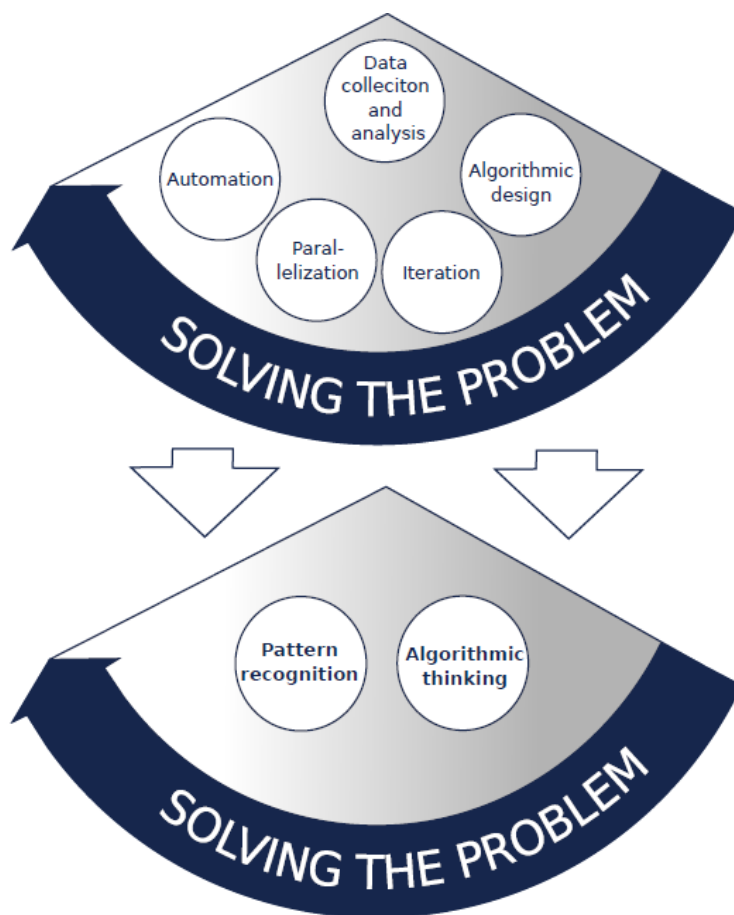 Data
colleciton
and
analysis
Automation
Algorithmic
design
Paral-
lelization
Iteration
SOLVING THE PROBLEM
Pattern
recognition
Algorithmic
thinking
SOLVING THE PROBLEM